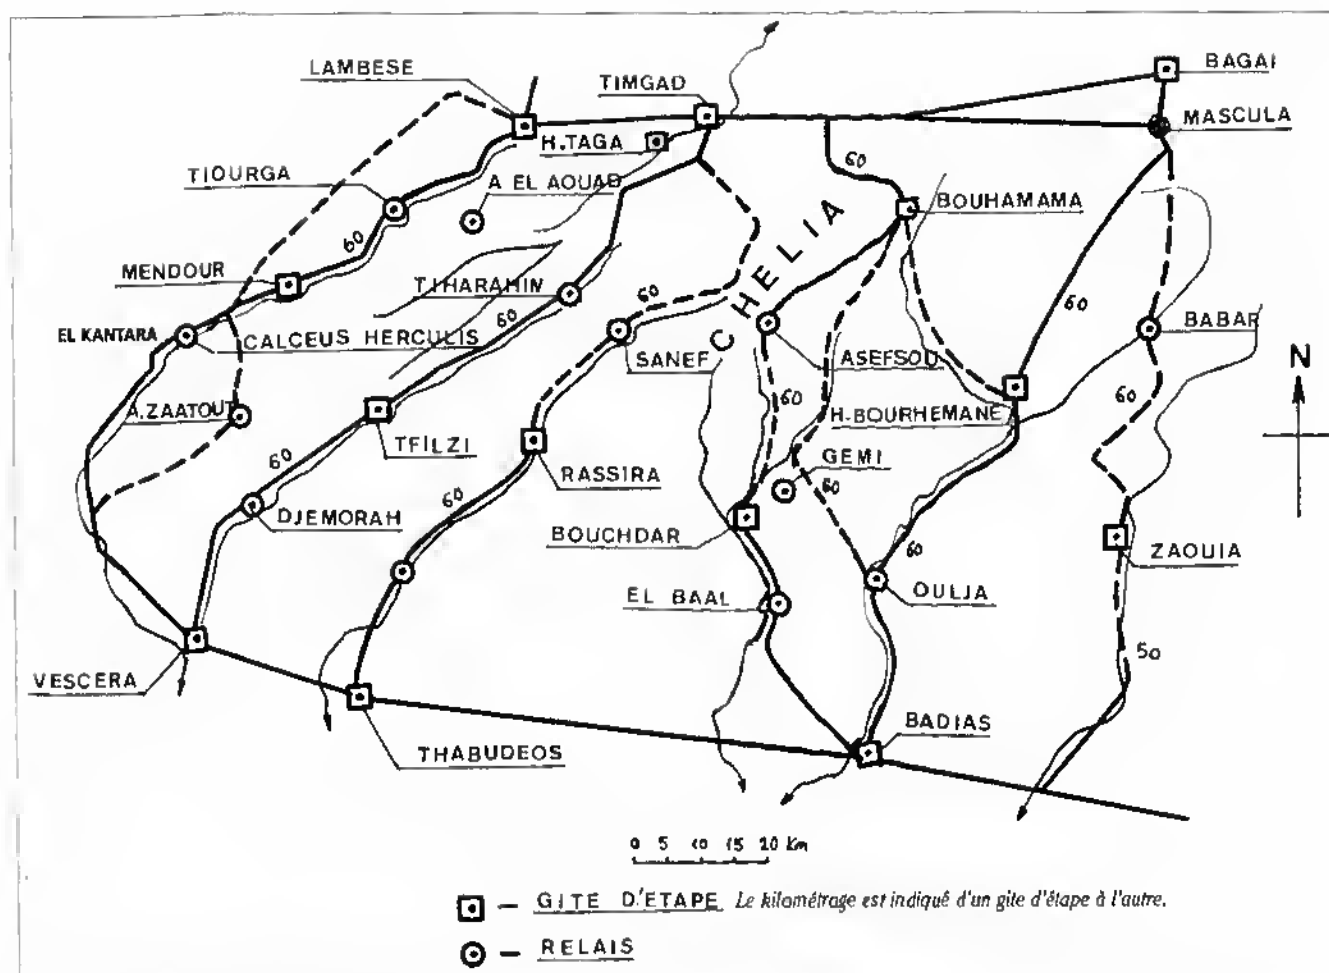 LAMBESE
TIMGAD
BAGAI
MASCULA
H.TAGA
TIOURGA
A EL AOUAD
60
BOUHAMAMA
60
MENDOUR
CHELIA
TIHARAHIN
60
60
60
EL KANTARA
CALCEUS HERCULIS
SANEF
ASEFSOU
BABAR
N
A.ZAATOUT
60
60
H-BOURHEMANE
TFILZI
GEMI
60
RASSIRA
60
60
DJEMORAH
BOUCHDAR
60
ZAOUIA
EL BAAL
OULJA
50
VESCERA
BADIAS
THABUDEOS
0 5 10 15 20 Km
GITE D'ETAPE Le kilométrage est indiqué d'un gite d'étape à l'autre.
RELAIS